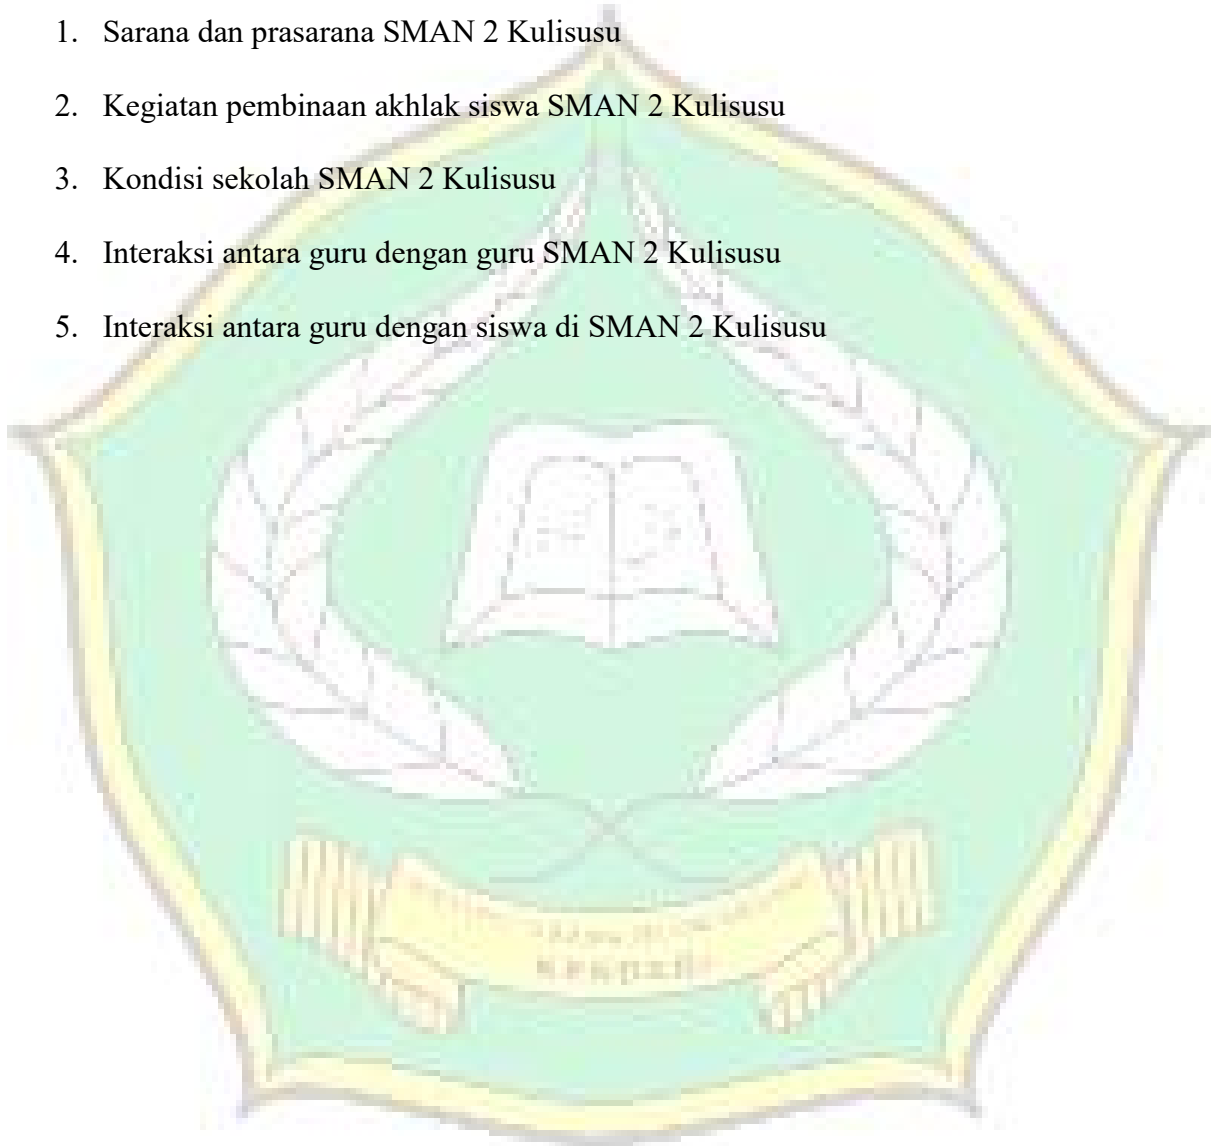 1. Sarana dan prasarana SMAN 2 Kulisusu
2. Kegiatan pembinaan akhlak siswa SMAN 2 Kulisusu
3. Kondisi sekolah SMAN 2 Kulisusu
4. Interaksi antara guru dengan guru SMAN 2 Kulisusu
5. Interaksi antara guru dengan siswa di SMAN 2 Kulisusu
KENDARI